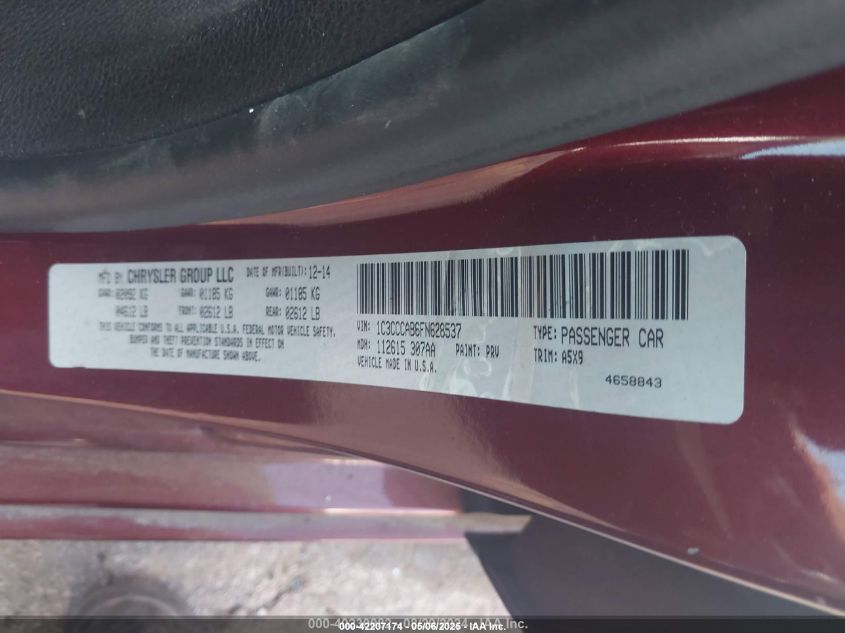 MFD BY CHRYSLER GROUP LLC DATE OF MFR(BUILT): 12-14
GVWR: 02092 KG GAWR: 01185 KG GAWR: 01185 KG
04612 LB FRONT: 02612 LB REAR: 02612 LB
THIS VEHICLE CONFORMS TO ALL APPLICABLE U.S.A. FEDERAL MOTOR VEHICLE SAFETY,
BUMPER AND THEFT PREVENTION STANDARDS IN EFFECT ON
THE DATE OF MANUFACTURE SHOWN ABOVE.
VIN: 1C3CCCAB6FN628537 TYPE: PASSENGER CAR
MDH: 112615 307AA PAINT: PRV TRIM: A5X9
VEHICLE MADE IN U.S.A.
4658843
000-42207174 - 05/06/2025 - IAA Inc.